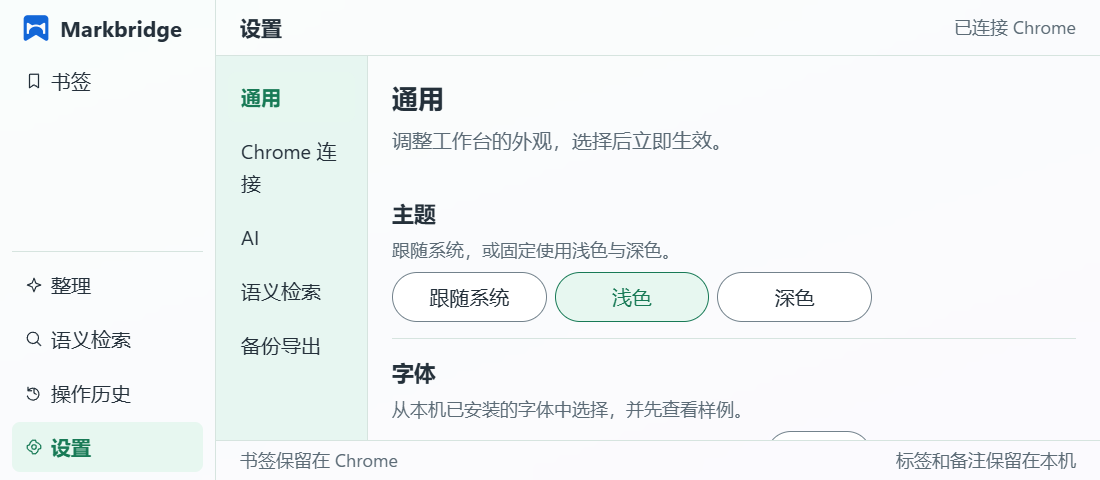 Markbridge
书签
整理
语义检索
操作历史
设置
设置
已连接 Chrome
通用
Chrome 连
接
AI
语义检索
备份导出
通用
调整工作台的外观，选择后立即生效。
主题
跟随系统，或固定使用浅色与深色。
跟随系统
浅色
深色
字体
从本机已安装的字体中选择，并先查看样例。
书签保留在 Chrome
标签和备注保留在本机